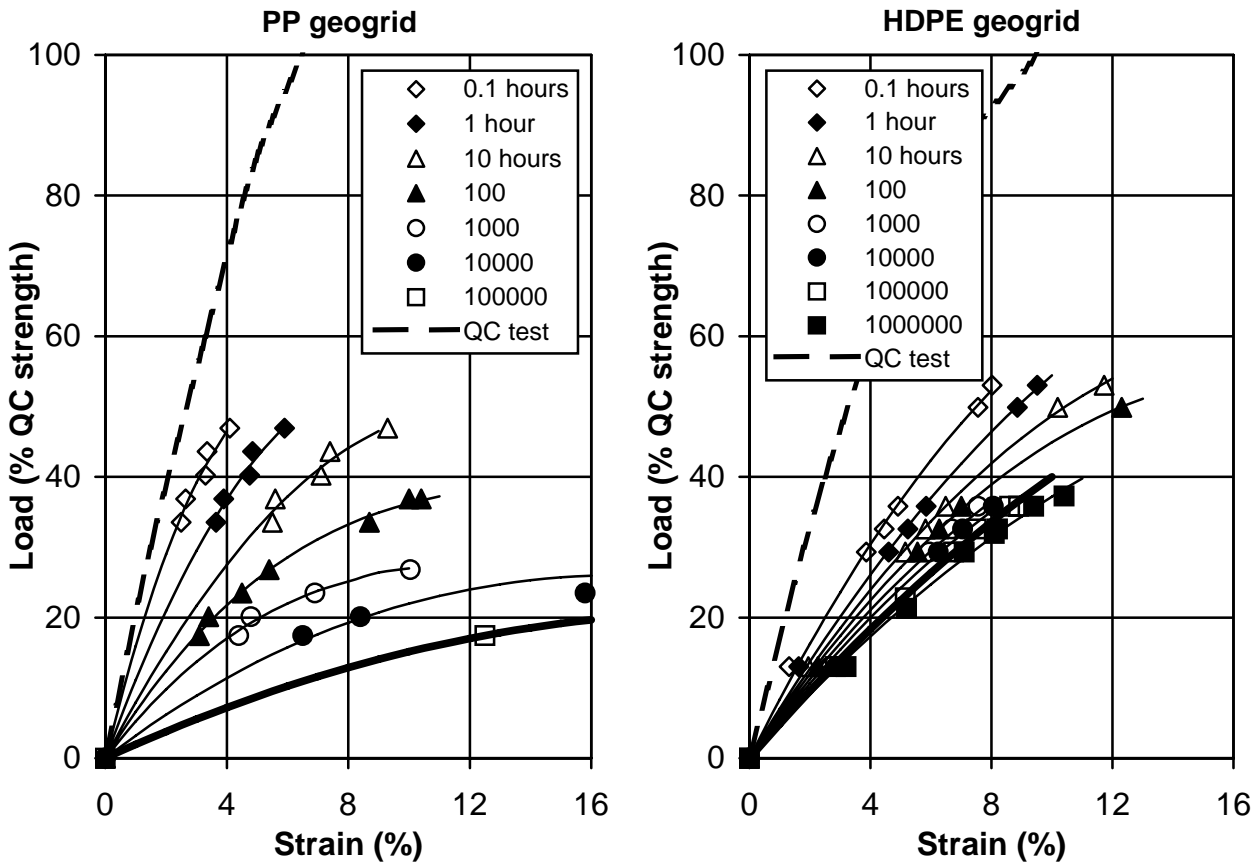 PP geogrid
100
80
60
40
20
0
0 4 8 12 16
Load (% QC strength)
Strain (%)
0.1 hours
1 hour
10 hours
100
1000
10000
100000
QC test
HDPE geogrid
100
80
60
40
20
0
0 4 8 12 16
Load (% QC strength)
Strain (%)
0.1 hours
1 hour
10 hours
100
1000
10000
100000
1000000
QC test